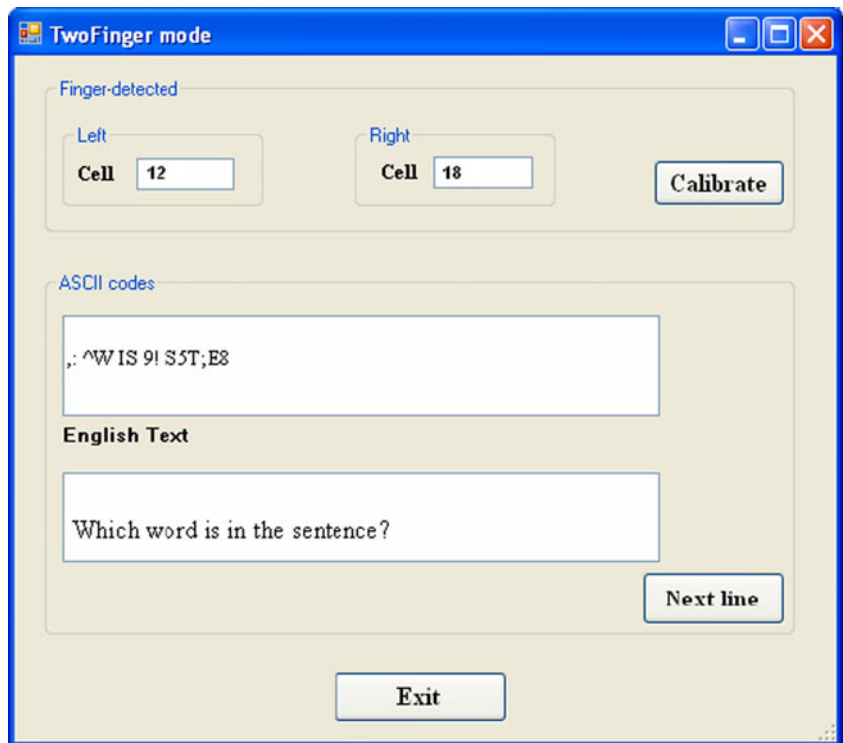 TwoFinger mode
Finger-detected
Left
Right
Cell 12
Cell 18
Calibrate
ASCII codes
,: ^W IS 9! S5T;E8
English Text
Which word is in the sentence?
Next line
Exit